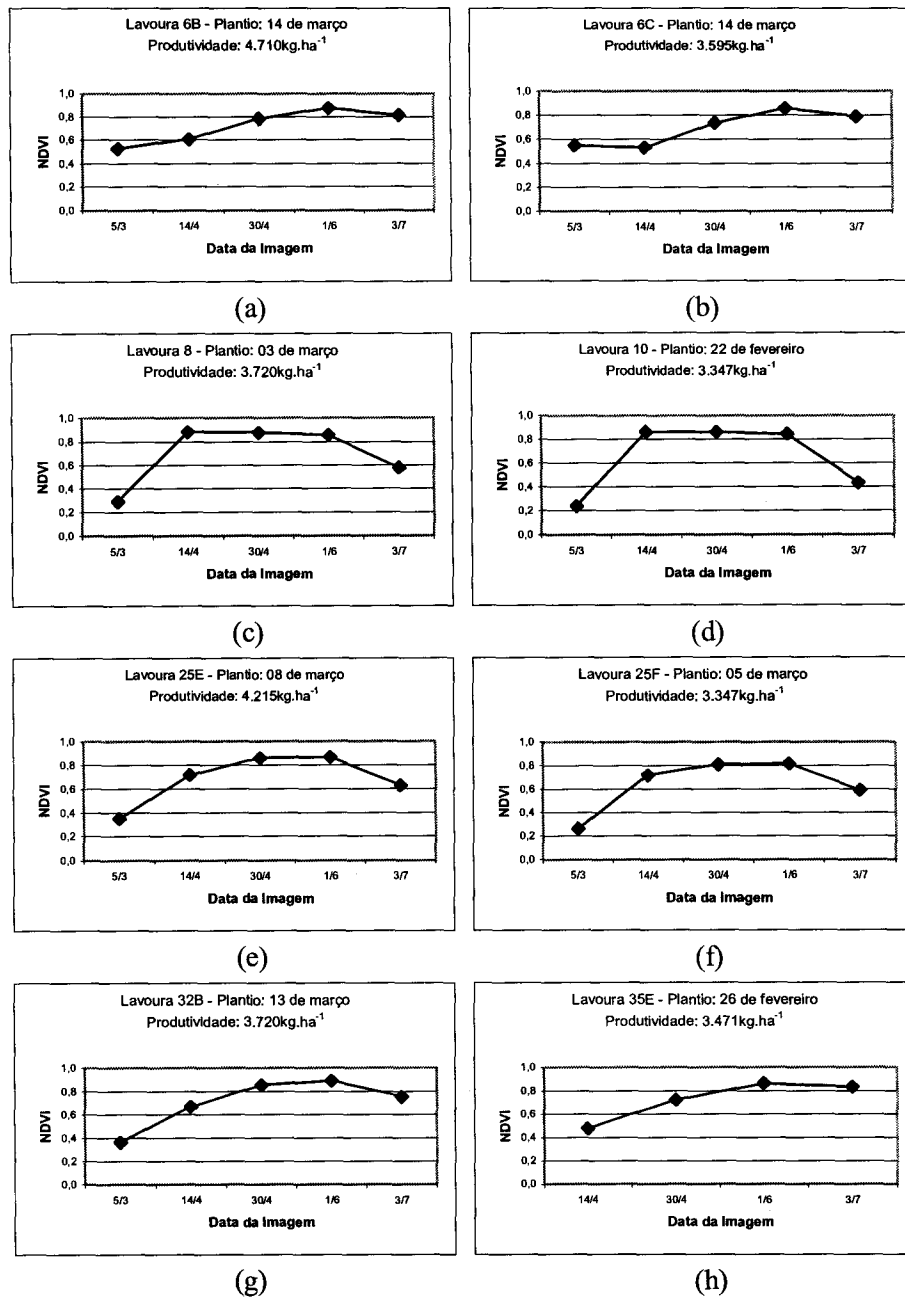 Lavoura 6B - Plantio: 14 de março
Produtividade: 4.710kg.ha⁻¹
1,0
0,8
0,6
0,4
0,2
0,0
NDVI
5/3 14/4 30/4 1/6 3/7
Data da Imagem
(a)
Lavoura 6C - Plantio: 14 de março
Produtividade: 3.595kg.ha⁻¹
1,0
0,8
0,6
0,4
0,2
0,0
NDVI
5/3 14/4 30/4 1/6 3/7
Data da Imagem
(b)
Lavoura 8 - Plantio: 03 de março
Produtividade: 3.720kg.ha⁻¹
1,0
0,8
0,6
0,4
0,2
0,0
NDVI
5/3 14/4 30/4 1/6 3/7
Data da Imagem
(c)
Lavoura 10 - Plantio: 22 de fevereiro
Produtividade: 3.347kg.ha⁻¹
1,0
0,8
0,6
0,4
0,2
0,0
NDVI
5/3 14/4 30/4 1/6 3/7
Data da Imagem
(d)
Lavoura 25E - Plantio: 08 de março
Produtividade: 4.215kg.ha⁻¹
1,0
0,8
0,6
0,4
0,2
0,0
NDVI
5/3 14/4 30/4 1/6 3/7
Data da Imagem
(e)
Lavoura 25F - Plantio: 05 de março
Produtividade: 3.347kg.ha⁻¹
1,0
0,8
0,6
0,4
0,2
0,0
NDVI
5/3 14/4 30/4 1/6 3/7
Data da Imagem
(f)
Lavoura 32B - Plantio: 13 de março
Produtividade: 3.720kg.ha⁻¹
1,0
0,8
0,6
0,4
0,2
0,0
NDVI
5/3 14/4 30/4 1/6 3/7
Data da Imagem
(g)
Lavoura 35E - Plantio: 26 de fevereiro
Produtividade: 3.471kg.ha⁻¹
1,0
0,8
0,6
0,4
0,2
0,0
NDVI
14/4 30/4 1/6 3/7
Data da Imagem
(h)